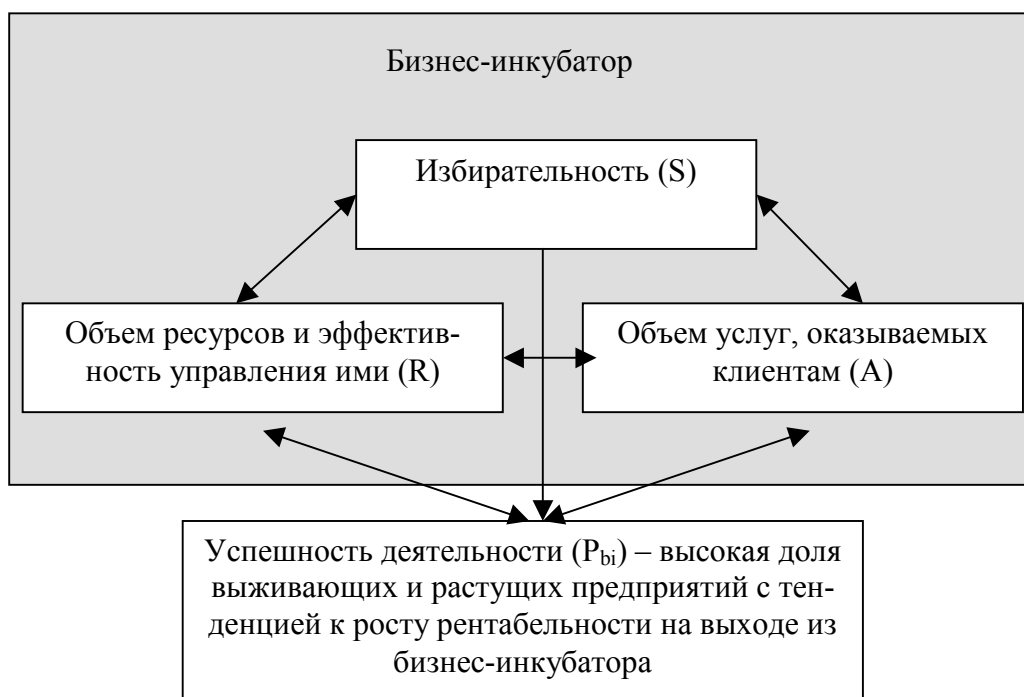 Бизнес-инкубатор
Избирательность (S)
Объем ресурсов и эффектив-
ность управления ими (R)
Объем услуг, оказываемых
клиентам (A)
Успешность деятельности (Pbi) – высокая доля
выживающих и растущих предприятий с тен-
денцией к росту рентабельности на выходе из
бизнес-инкубатора